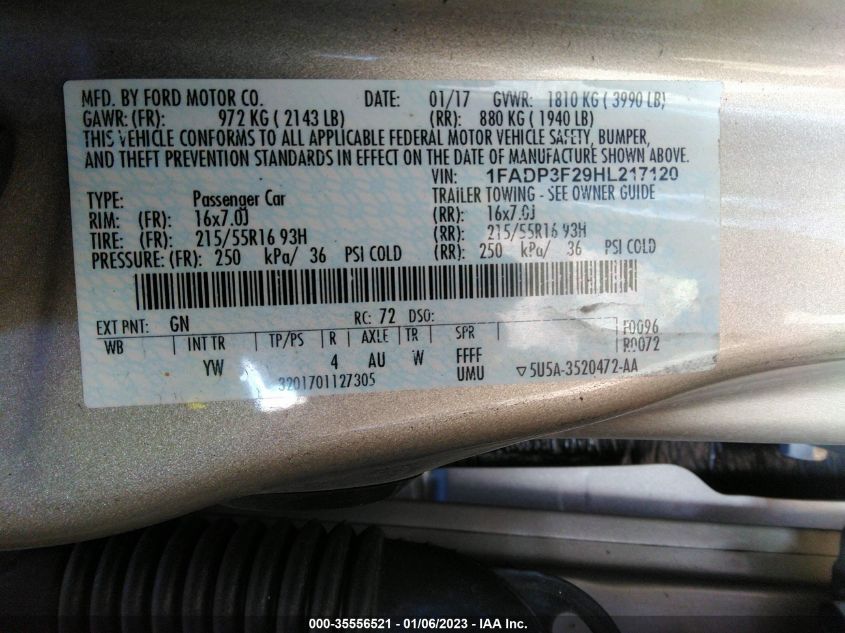 MFD. BY FORD MOTOR CO. DATE: 01/17 GVWR: 1810 KG ( 3990 LB)
GAWR: (FR): 972 KG ( 2143 LB) (RR): 880 KG ( 1940 LB)
THIS VEHICLE CONFORMS TO ALL APPLICABLE FEDERAL MOTOR VEHICLE SAFETY, BUMPER,
AND THEFT PREVENTION STANDARDS IN EFFECT ON THE DATE OF MANUFACTURE SHOWN ABOVE.
VIN: 1FADP3F29HL217120
TYPE: Passenger Car TRAILER TOWING - SEE OWNER GUIDE
RIM: (FR): 16x7.0J (RR): 16x7.0J
TIRE: (FR): 215/55R16 93H (RR): 215/55R16 93H
PRESSURE: (FR): 250 kPa/ 36 PSI COLD (RR): 250 kPa/ 36 PSI COLD
EXT PNT: GN RC: 72 DSO:
WB INT TR TP/PS R AXLE TR SPR F0096
YW 4 AU W FFFF R0072
3201701127305 UMU ▽5U5A-3520472-AA
000-35556521 - 01/06/2023 - IAA Inc.